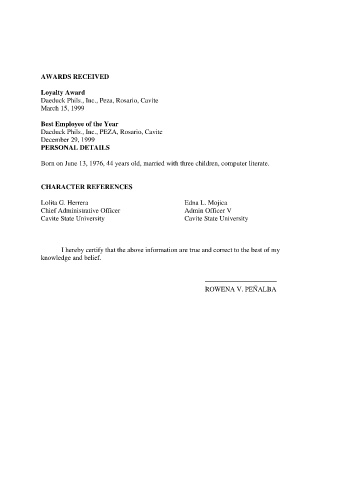 AWARDS RECEIVED
Loyalty Award
Daeduck Phils., Inc., Peza, Rosario, Cavite
March 15, 1999
Best Employee of the Year
Daeduck Phils., Inc., PEZA, Rosario, Cavite
December 29, 1999
PERSONAL DETAILS
Born on June 13, 1976, 44 years old, married with three children, computer literate.
CHARACTER REFERENCES
Lolita G. Herrera Edna L. Mojica
Chief Administrative Officer Admin Officer V
Cavite State University Cavite State University
I hereby certify that the above information are true and correct to the best of my
knowledge and belief.
ROWENA V. PEÑALBA